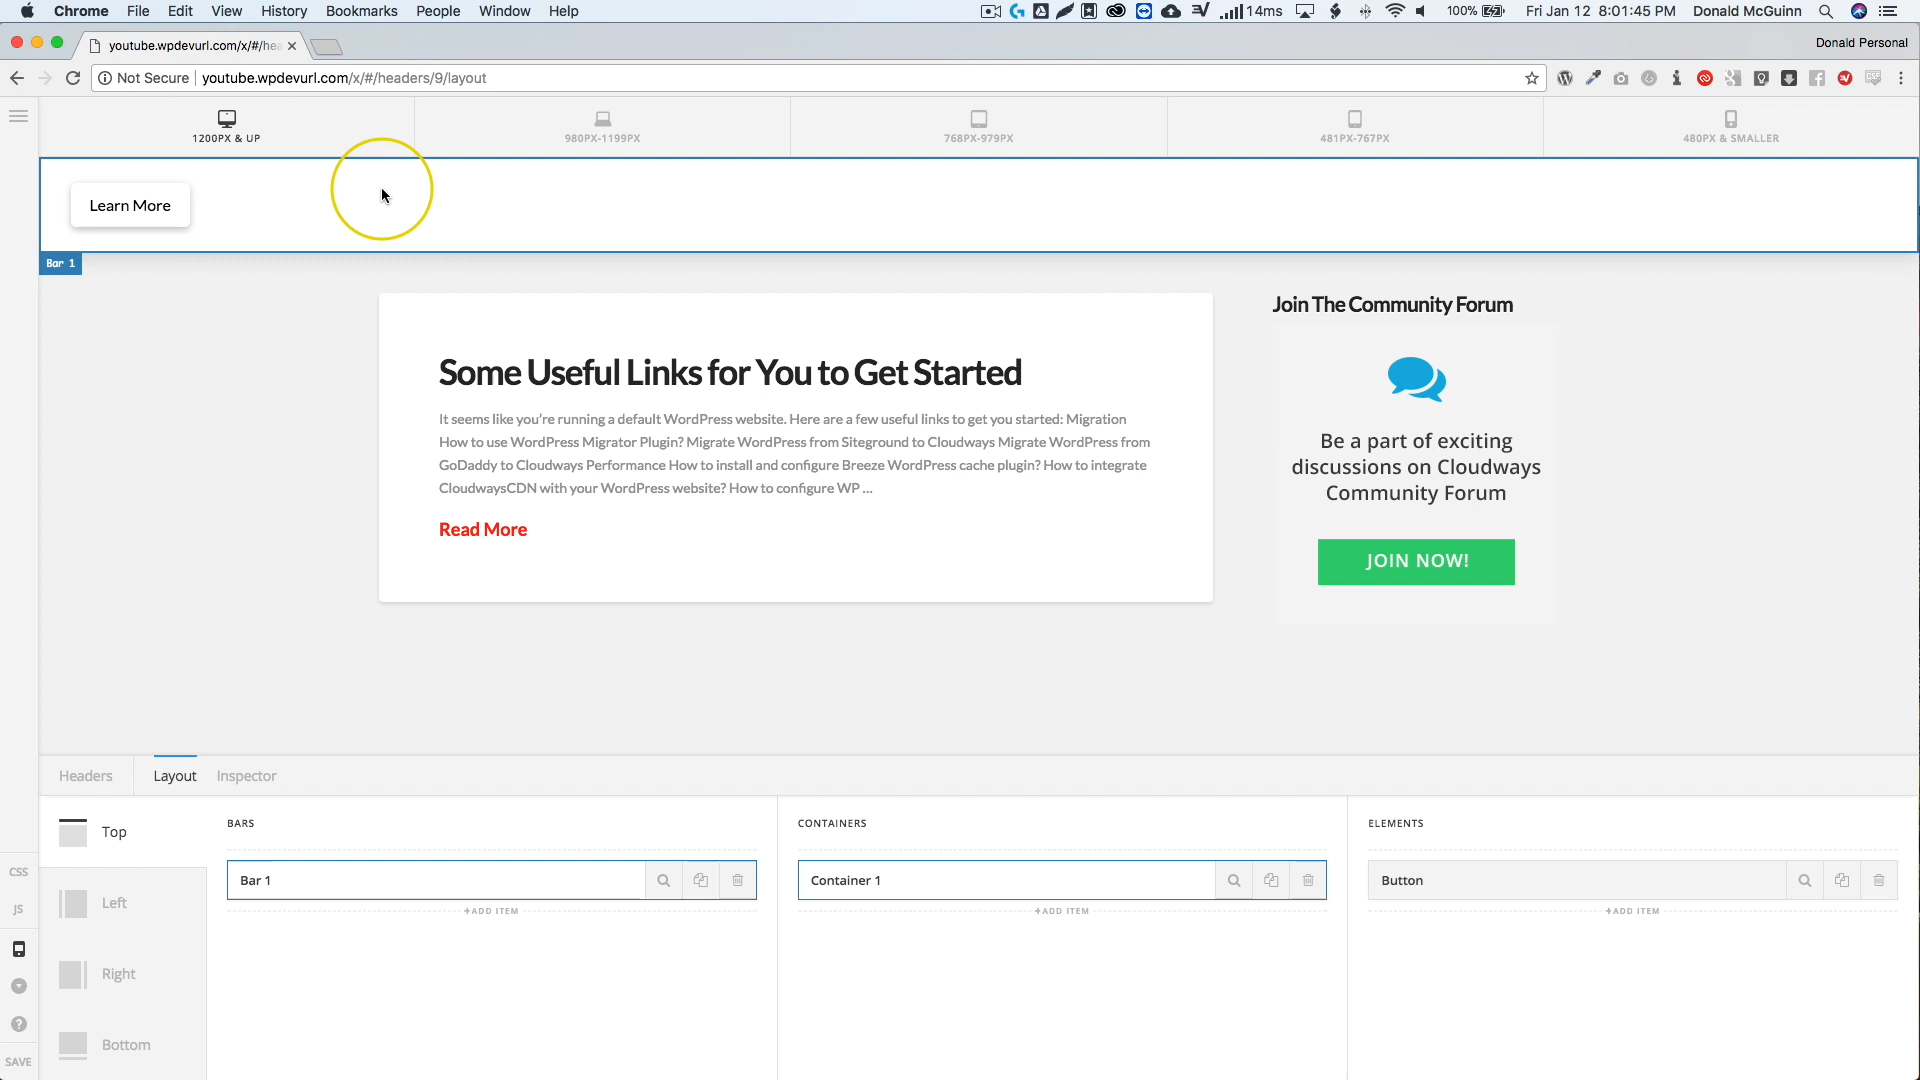 Chrome File Edit View History Bookmarks People Window Help 14ms 100% Fri Jan 12 8:01:45 PM Donald McGuinn
youtube.wpdevurl.com/x/#/hea Donald Personal
Not Secure youtube.wpdevurl.com/x/#/headers/9/layout
1200PX & UP 980PX-1199PX 768PX-979PX 481PX-767PX 480PX & SMALLER
Learn More
Bar 1
Join The Community Forum
Some Useful Links for You to Get Started
It seems like you're running a default WordPress website. Here are a few useful links to get you started: Migration
How to use WordPress Migrator Plugin? Migrate WordPress from Siteground to Cloudways Migrate WordPress from
GoDaddy to Cloudways Performance How to install and configure Breeze WordPress cache plugin? How to integrate
CloudwaysCDN with your WordPress website? How to configure WP ...
Read More
Be a part of exciting
discussions on Cloudways
Community Forum
JOIN NOW!
Headers Layout Inspector
Top
Left
Right
Bottom
BARS
Bar 1
+ADD ITEM
CONTAINERS
Container 1
+ADD ITEM
ELEMENTS
Button
+ADD ITEM
CSS
JS
SAVE